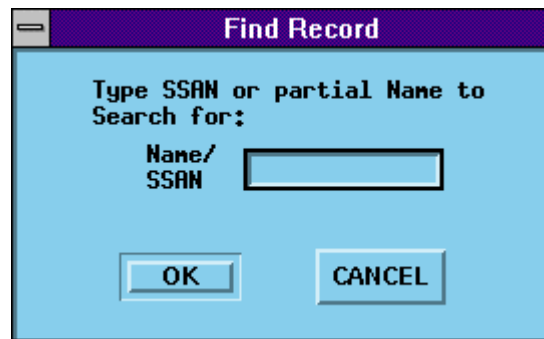 Find Record
Type SSAN or partial Name to
Search for:
Name/
SSAN
OK
CANCEL